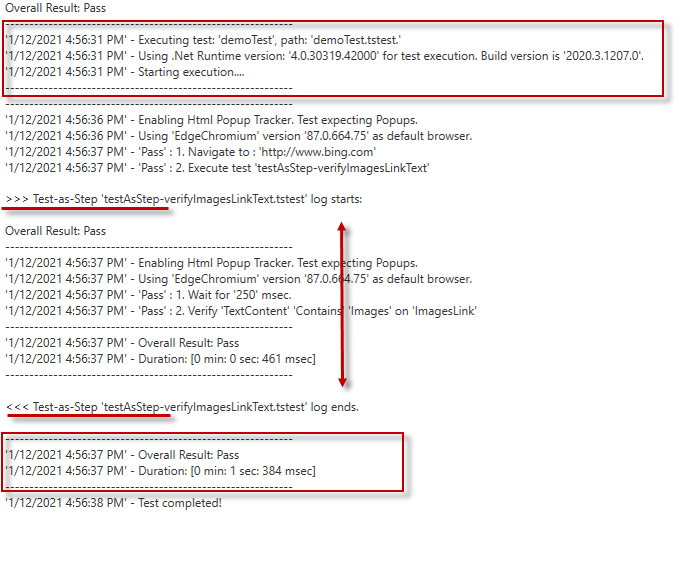 Overall Result: Pass
------------------------------------------------------------
'1/12/2021 4:56:31 PM' - Executing test: 'demoTest', path: 'demoTest.tstest.'
'1/12/2021 4:56:31 PM' - Using .Net Runtime version: '4.0.30319.42000' for test execution. Build version is '2020.3.1207.0'.
'1/12/2021 4:56:31 PM' - Starting execution....
------------------------------------------------------------
------------------------------------------------------------
'1/12/2021 4:56:36 PM' - Enabling Html Popup Tracker. Test expecting Popups.
'1/12/2021 4:56:36 PM' - Using 'EdgeChromium' version '87.0.664.75' as default browser.
'1/12/2021 4:56:37 PM' - 'Pass' : 1. Navigate to : 'http://www.bing.com'
'1/12/2021 4:56:37 PM' - 'Pass' : 2. Execute test 'testAsStep-verifyImagesLinkText'
>>> Test-as-Step 'testAsStep-verifyImagesLinkText.tstest' log starts:
Overall Result: Pass
------------------------------------------------------------
'1/12/2021 4:56:37 PM' - Enabling Html Popup Tracker. Test expecting Popups.
'1/12/2021 4:56:37 PM' - Using 'EdgeChromium' version '87.0.664.75' as default browser.
'1/12/2021 4:56:37 PM' - 'Pass' : 1. Wait for '250' msec.
'1/12/2021 4:56:37 PM' - 'Pass' : 2. Verify 'TextContent' 'Contains' 'Images' on 'ImagesLink'
------------------------------------------------------------
'1/12/2021 4:56:37 PM' - Overall Result: Pass
'1/12/2021 4:56:37 PM' - Duration: [0 min: 0 sec: 461 msec]
------------------------------------------------------------
<<< Test-as-Step 'testAsStep-verifyImagesLinkText.tstest' log ends.
------------------------------------------------------------
'1/12/2021 4:56:37 PM' - Overall Result: Pass
'1/12/2021 4:56:37 PM' - Duration: [0 min: 1 sec: 384 msec]
------------------------------------------------------------
'1/12/2021 4:56:38 PM' - Test completed!